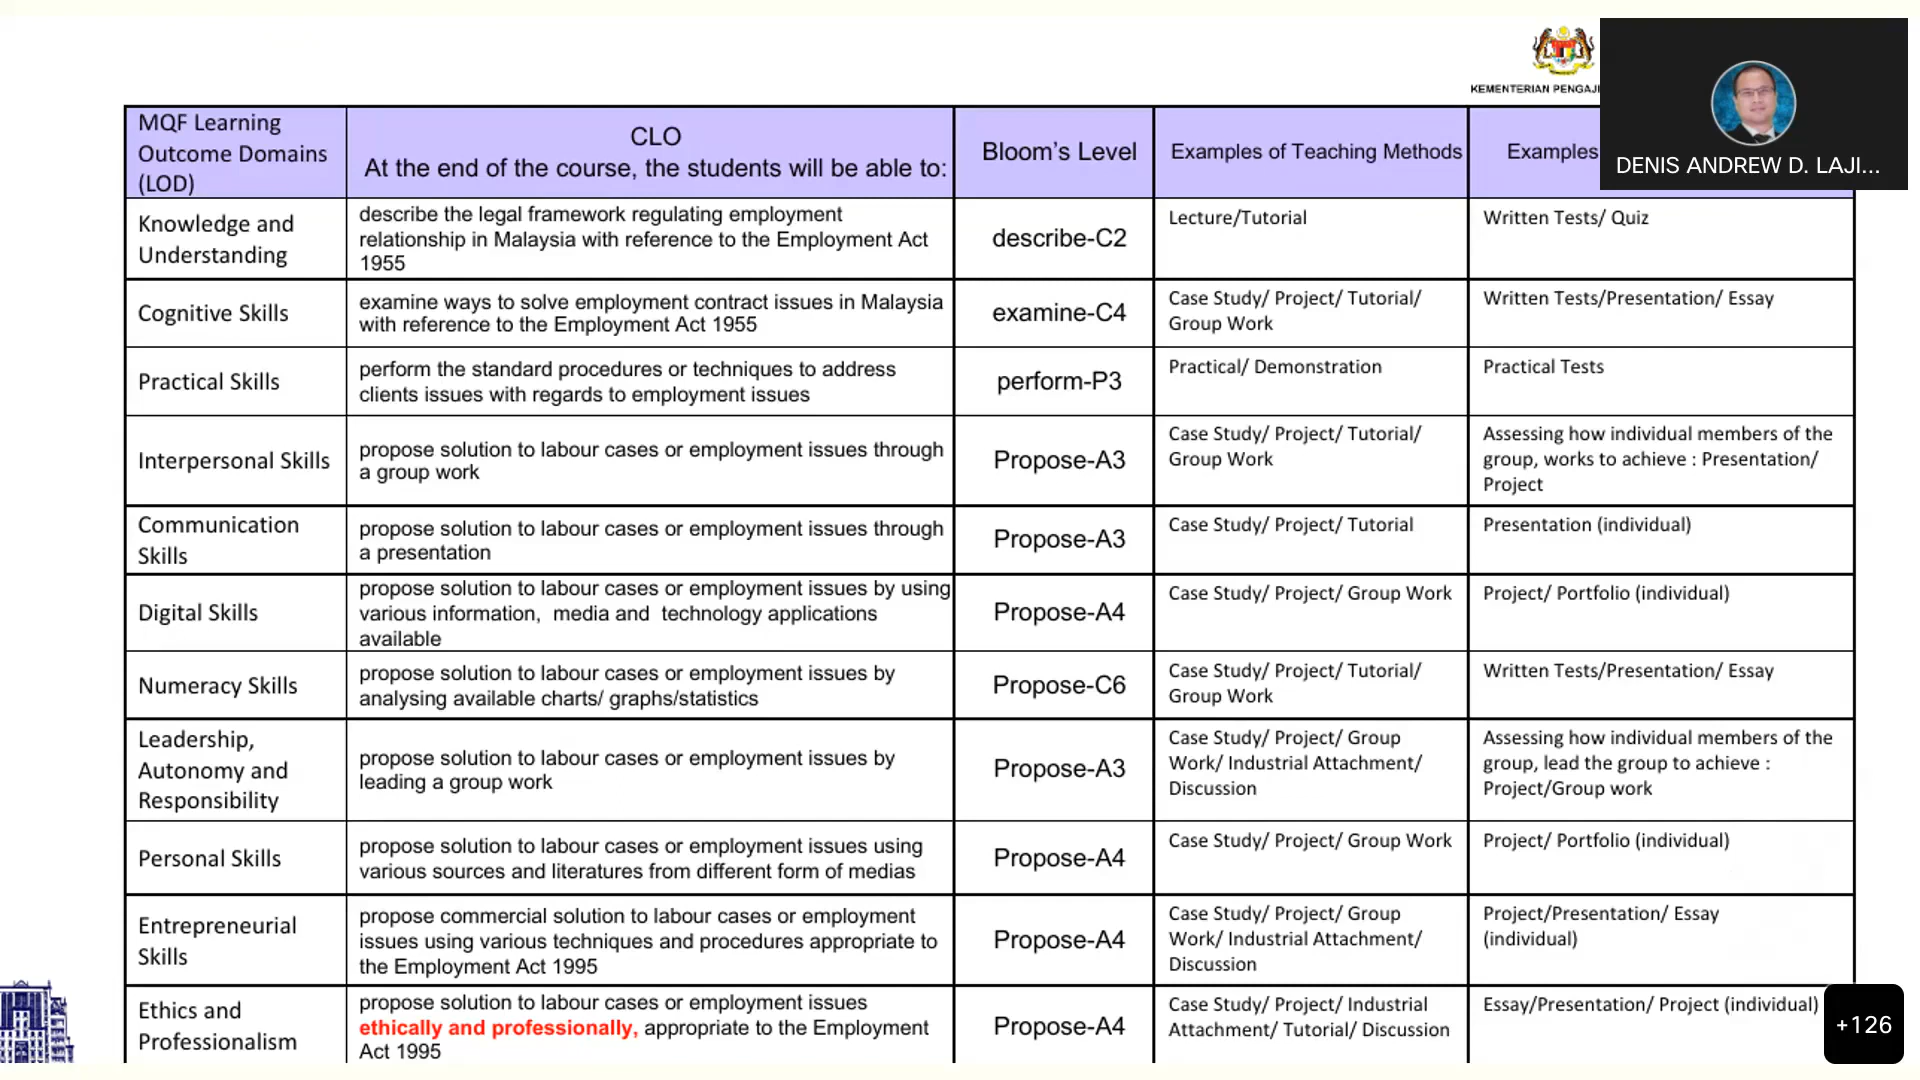 KEMENTERIAN
DENIS ANDREW D. LAJI...
MQF Learning
Outcome Domains
(LOD)
CLO
At the end of the course, the students will be able to:
Bloom's Level
Examples of Teaching Methods
Examples
Knowledge and
Understanding
describe the legal framework regulating employment
relationship in Malaysia with reference to the Employment Act
1955
describe-C2
Lecture/Tutorial
Written Tests/ Quiz
Cognitive Skills
examine ways to solve employment contract issues in Malaysia
with reference to the Employment Act 1955
examine-C4
Case Study/ Project/ Tutorial/
Group Work
Written Tests/Presentation/ Essay
Practical Skills
perform the standard procedures or techniques to address
clients issues with regards to employment issues
perform-P3
Practical/ Demonstration
Practical Tests
Interpersonal Skills
propose solution to labour cases or employment issues through
a group work
Propose-A3
Case Study/ Project/ Tutorial/
Group Work
Assessing how individual members of the
group, works to achieve : Presentation/
Project
Communication
Skills
propose solution to labour cases or employment issues through
a presentation
Propose-A3
Case Study/ Project/ Tutorial
Presentation (individual)
Digital Skills
propose solution to labour cases or employment issues by using
various information, media and technology applications
available
Propose-A4
Case Study/ Project/ Group Work
Project/ Portfolio (individual)
Numeracy Skills
propose solution to labour cases or employment issues by
analysing available charts/ graphs/statistics
Propose-C6
Case Study/ Project/ Tutorial/
Group Work
Written Tests/Presentation/ Essay
Leadership,
Autonomy and
Responsibility
propose solution to labour cases or employment issues by
leading a group work
Propose-A3
Case Study/ Project/ Group
Work/ Industrial Attachment/
Discussion
Assessing how individual members of the
group, lead the group to achieve :
Project/Group work
Personal Skills
propose solution to labour cases or employment issues using
various sources and literatures from different form of medias
Propose-A4
Case Study/ Project/ Group Work
Project/ Portfolio (individual)
Entrepreneurial
Skills
propose commercial solution to labour cases or employment
issues using various techniques and procedures appropriate to
the Employment Act 1995
Propose-A4
Case Study/ Project/ Group
Work/ Industrial Attachment/
Discussion
Project/Presentation/ Essay
(individual)
Ethics and
Professionalism
propose solution to labour cases or employment issues
ethically and professionally, appropriate to the Employment
Act 1995
Propose-A4
Case Study/ Project/ Industrial
Attachment/ Tutorial/ Discussion
Essay/Presentation/ Project (individual)
+126